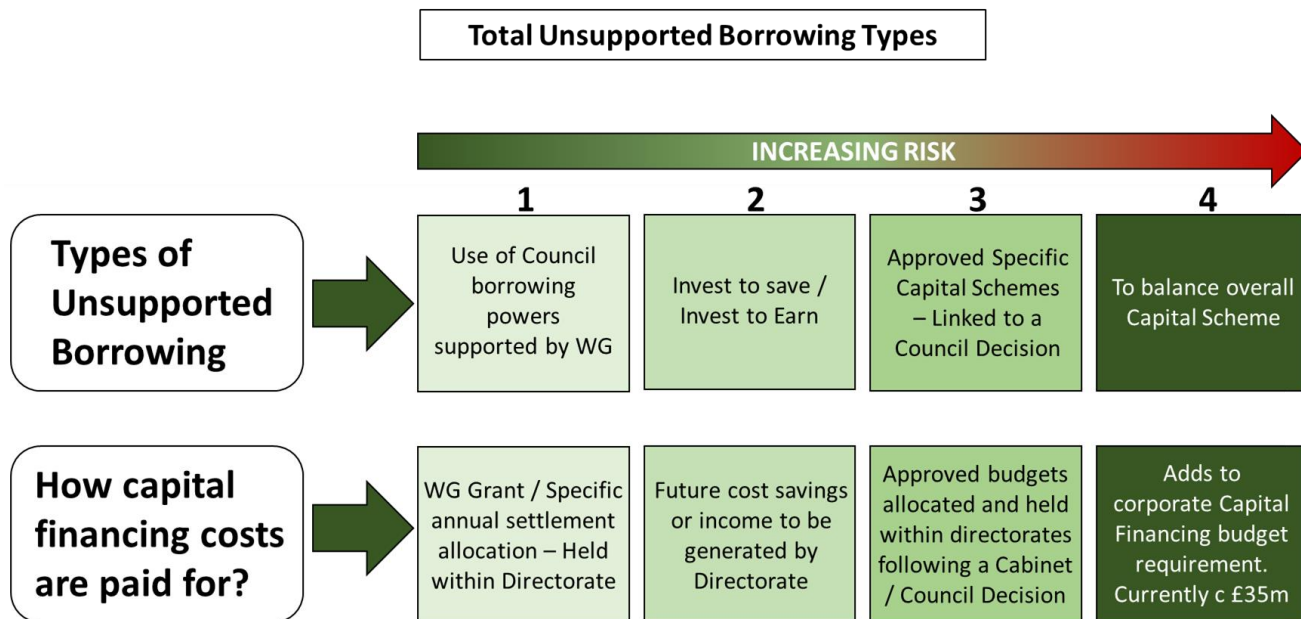 Total Unsupported Borrowing Types
INCREASING RISK
1
2
3
4
Types of
Unsupported
Borrowing
Use of Council
borrowing
powers
supported by WG
Invest to save /
Invest to Earn
Approved Specific
Capital Schemes
– Linked to a
Council Decision
To balance overall
Capital Scheme
How capital
financing costs
are paid for?
WG Grant / Specific
annual settlement
allocation – Held
within Directorate
Future cost savings
or income to be
generated by
Directorate
Approved budgets
allocated and held
within directorates
following a Cabinet
/ Council Decision
Adds to
corporate Capital
Financing budget
requirement.
Currently c £35m